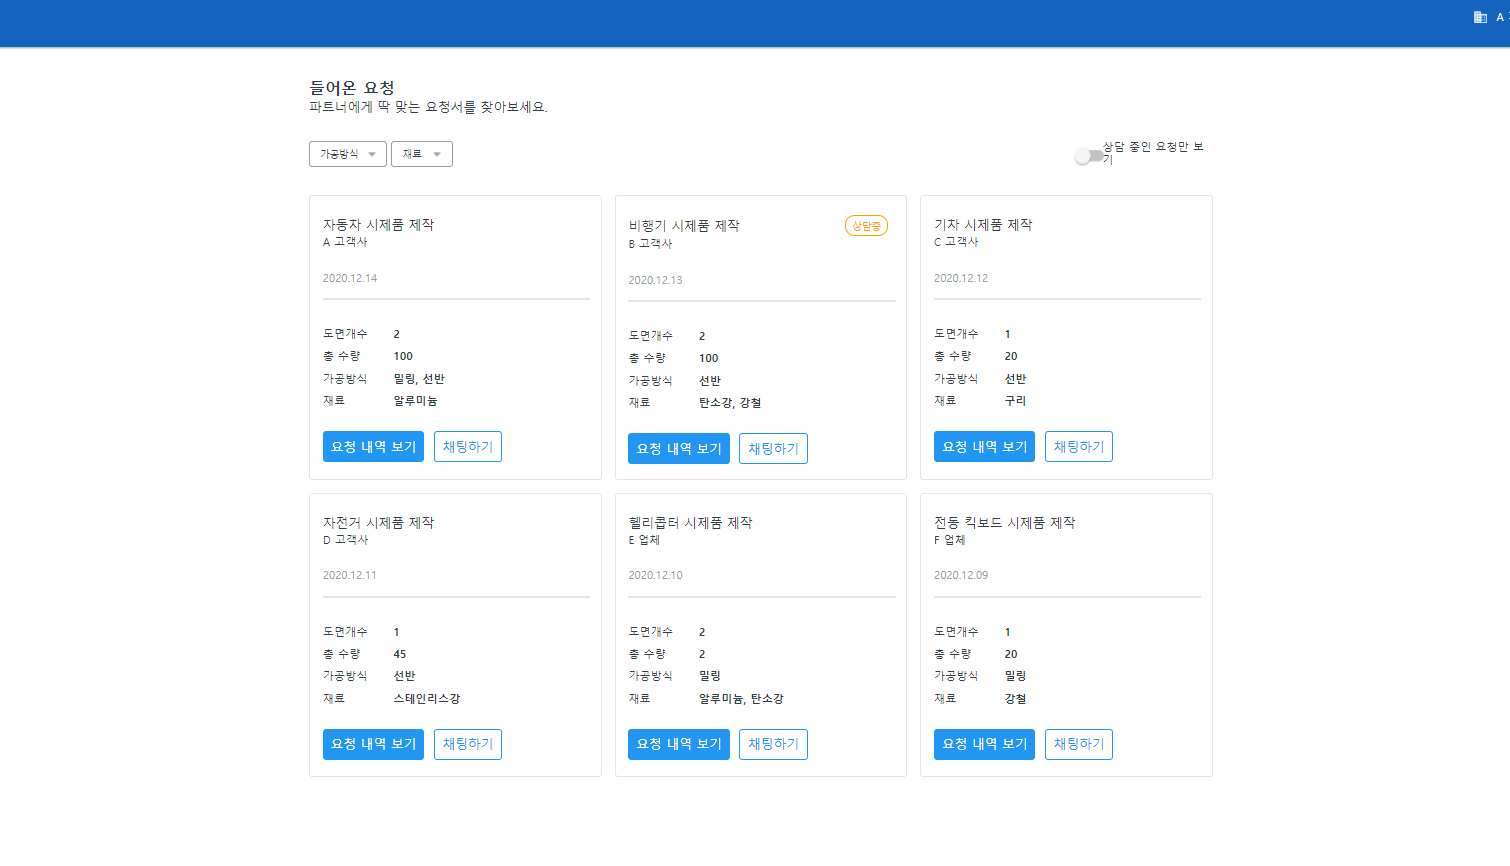 A
들어온 요청
파트너에게 딱 맞는 요청서를 찾아보세요.
가공방식
재료
상담 중인 요청만 보
기
자동차 시제품 제작
A 고객사
2020.12.14
도면개수 2
총 수량 100
가공방식 밀링, 선반
재료 알루미늄
요청 내역 보기 채팅하기
비행기 시제품 제작 상담중
B 고객사
2020.12.13
도면개수 2
총 수량 100
가공방식 선반
재료 탄소강, 강철
요청 내역 보기 채팅하기
기차 시제품 제작
C 고객사
2020.12.12
도면개수 1
총 수량 20
가공방식 선반
재료 구리
요청 내역 보기 채팅하기
자전거 시제품 제작
D 고객사
2020.12.11
도면개수 1
총 수량 45
가공방식 선반
재료 스테인리스강
요청 내역 보기 채팅하기
헬리콥터 시제품 제작
E 업체
2020.12.10
도면개수 2
총 수량 2
가공방식 밀링
재료 알루미늄, 탄소강
요청 내역 보기 채팅하기
전동 킥보드 시제품 제작
F 업체
2020.12.09
도면개수 1
총 수량 20
가공방식 밀링
재료 강철
요청 내역 보기 채팅하기